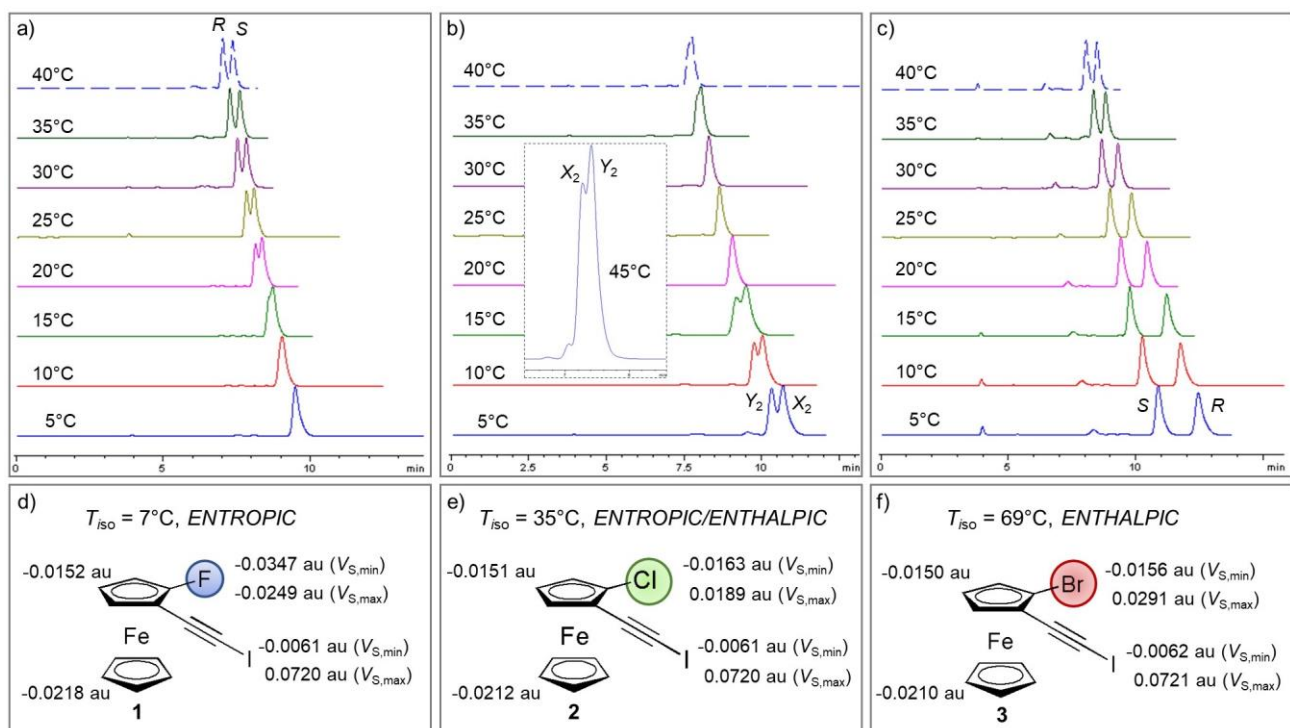 a)
R S
40°C
35°C
30°C
25°C
20°C
15°C
10°C
5°C
10
min
b)
40°C
35°C
30°C
25°C
20°C
15°C
10°C
5°C
X2 Y2
45°C
Y2 X2
2.5 5 7.5 10 min
c)
40°C
35°C
30°C
25°C
20°C
15°C
10°C
5°C
S R
0 5 10 min
d)
Tiso = 7°C, ENTROPIC
-0.0152 au
F
-0.0347 au (VS,min)
-0.0249 au (VS,max)
Fe
I
-0.0061 au (VS,min)
0.0720 au (VS,max)
-0.0218 au
1
e)
Tiso = 35°C, ENTROPIC/ENTHALPIC
-0.0151 au
Cl
-0.0163 au (VS,min)
0.0189 au (VS,max)
Fe
I
-0.0061 au (VS,min)
0.0720 au (VS,max)
-0.0212 au
2
f)
Tiso = 69°C, ENTHALPIC
-0.0150 au
Br
-0.0156 au (VS,min)
0.0291 au (VS,max)
Fe
I
-0.0062 au (VS,min)
0.0721 au (VS,max)
-0.0210 au
3